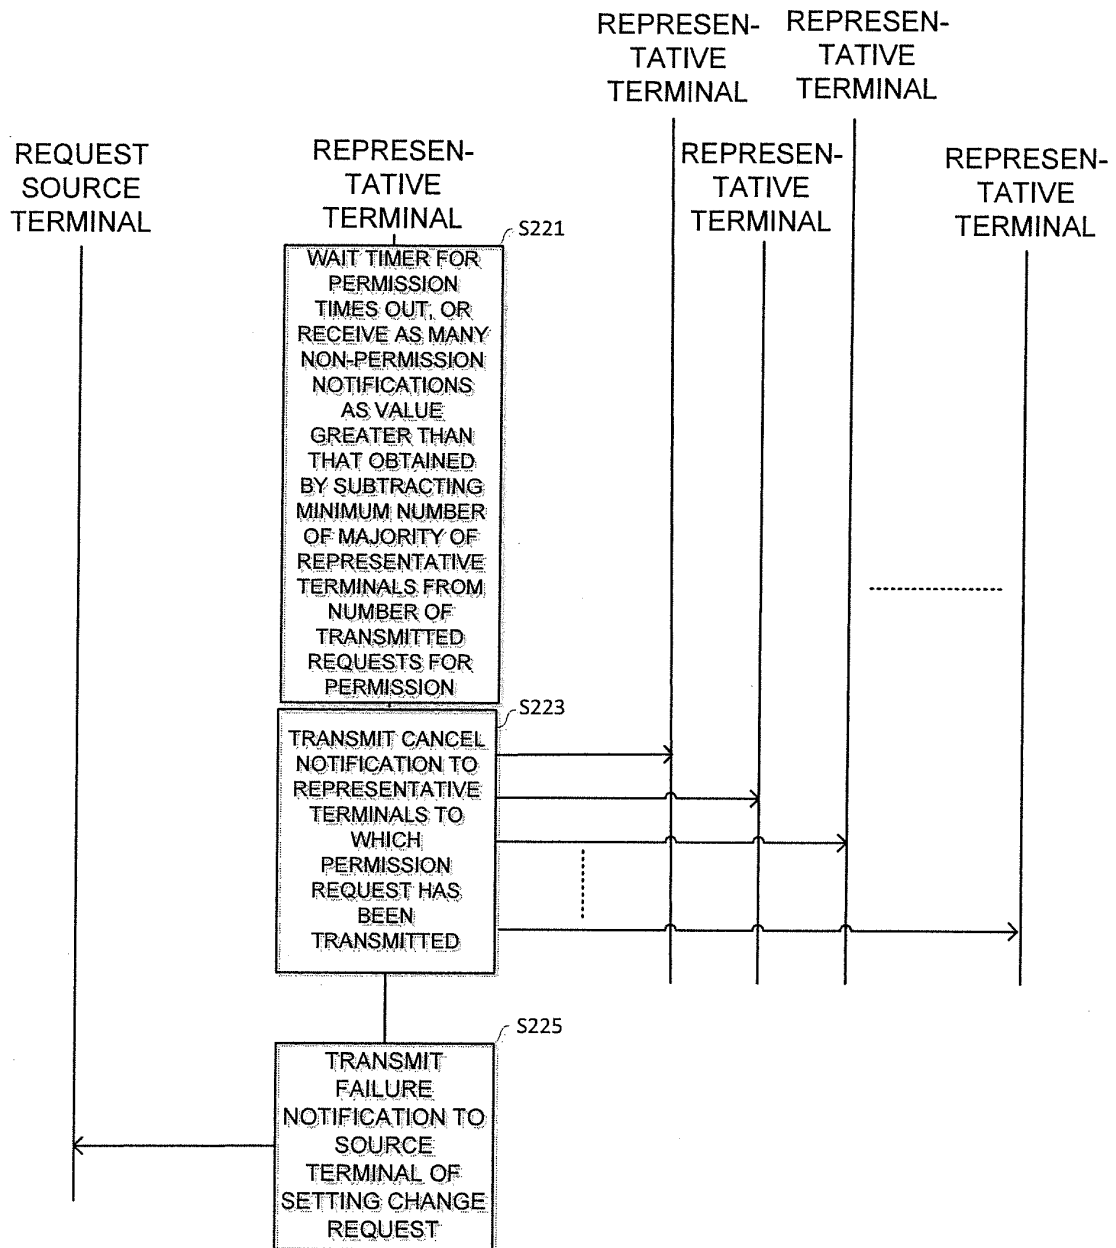 REPRESEN-
TATIVE
TERMINAL
REPRESEN-
TATIVE
TERMINAL
REQUEST
SOURCE
TERMINAL
REPRESEN-
TATIVE
TERMINAL
REPRESEN-
TATIVE
TERMINAL
REPRESEN-
TATIVE
TERMINAL
S221
WAIT TIMER FOR
PERMISSION
TIMES OUT, OR
RECEIVE AS MANY
NON-PERMISSION
NOTIFICATIONS
AS VALUE
GREATER THAN
THAT OBTAINED
BY SUBTRACTING
MINIMUM NUMBER
OF MAJORITY OF
REPRESENTATIVE
TERMINALS FROM
NUMBER OF
TRANSMITTED
REQUESTS FOR
PERMISSION
S223
TRANSMIT CANCEL
NOTIFICATION TO
REPRESENTATIVE
TERMINALS TO
WHICH
PERMISSION
REQUEST HAS
BEEN
TRANSMITTED
S225
TRANSMIT
FAILURE
NOTIFICATION TO
SOURCE
TERMINAL OF
SETTING CHANGE
REQUEST